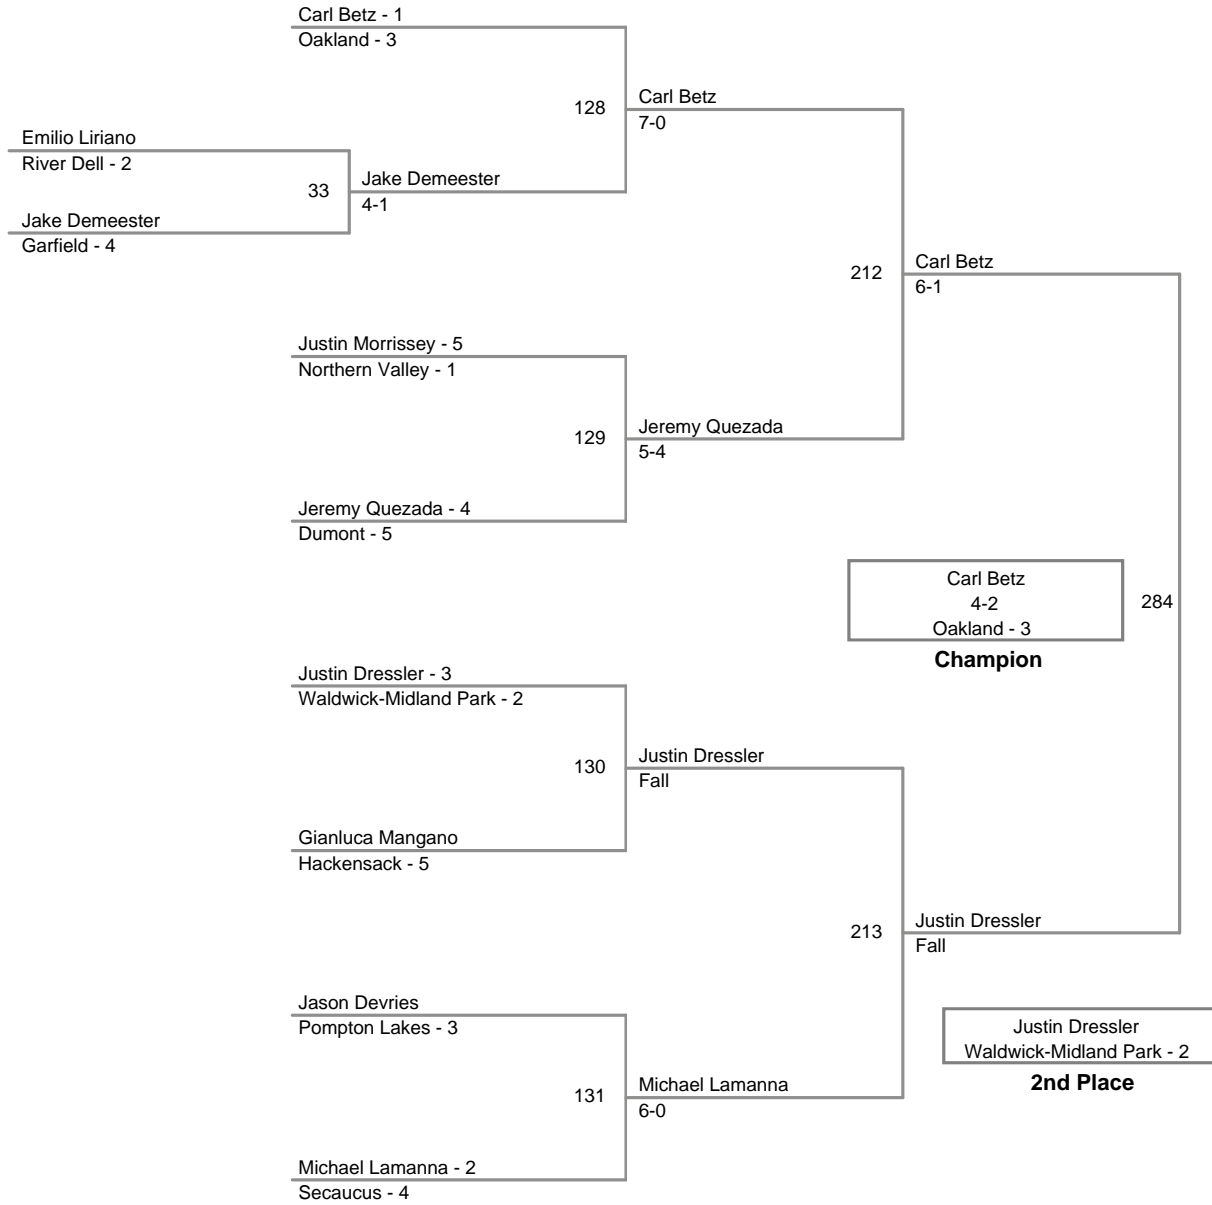 Carl Betz - 1
Oakland - 3
128
Carl Betz
7-0
Emilio Liriano
River Dell - 2
33
Jake Demeester
4-1
Jake Demeester
Garfield - 4
212
Carl Betz
6-1
Justin Morrissey - 5
Northern Valley - 1
129
Jeremy Quezada
5-4
Jeremy Quezada - 4
Dumont - 5
Carl Betz
4-2
Oakland - 3
Champion
284
Justin Dressler - 3
Waldwick-Midland Park - 2
130
Justin Dressler
Fall
Gianluca Mangano
Hackensack - 5
213
Justin Dressler
Fall
Jason Devries
Pompton Lakes - 3
Justin Dressler
Waldwick-Midland Park - 2
2nd Place
131
Michael Lamanna
6-0
Michael Lamanna - 2
Secaucus - 4